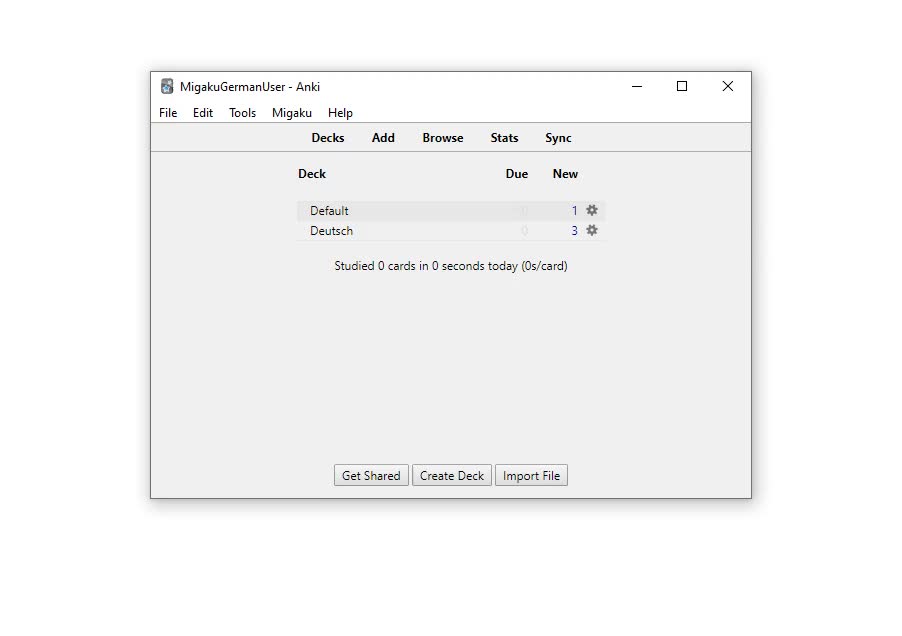 MigakuGermanUser - Anki
File Edit Tools Migaku Help
Decks Add Browse Stats Sync
Deck Due New
Default 0 1
Deutsch 0 3
Studied 0 cards in 0 seconds today (0s/card)
Get Shared Create Deck Import File